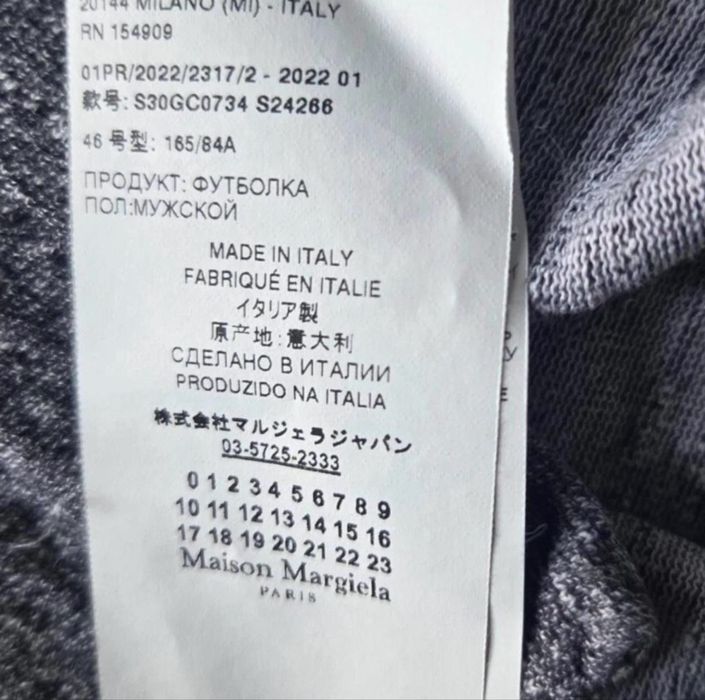 20144 MILANO (MI) - ITALY
RN 154909
01PR/2022/2317/2 - 2022 01
款号: S30GC0734 S24266
46 号型: 165/84A
ПРОДУКТ: ФУТБОЛКА
ПОЛ:МУЖСКОЙ
MADE IN ITALY
FABRIQUÉ EN ITALIE
イタリア製
原产地:意大利
СДЕЛАНО В ИТАЛИИ
PRODUZIDO NA ITALIA
株式会社マルジェラジャパン
03-5725-2333
0 1 2 3 4 5 6 7 8 9
10 11 12 13 14 15 16
17 18 19 20 21 22 23
Maison Margiela
PARIS